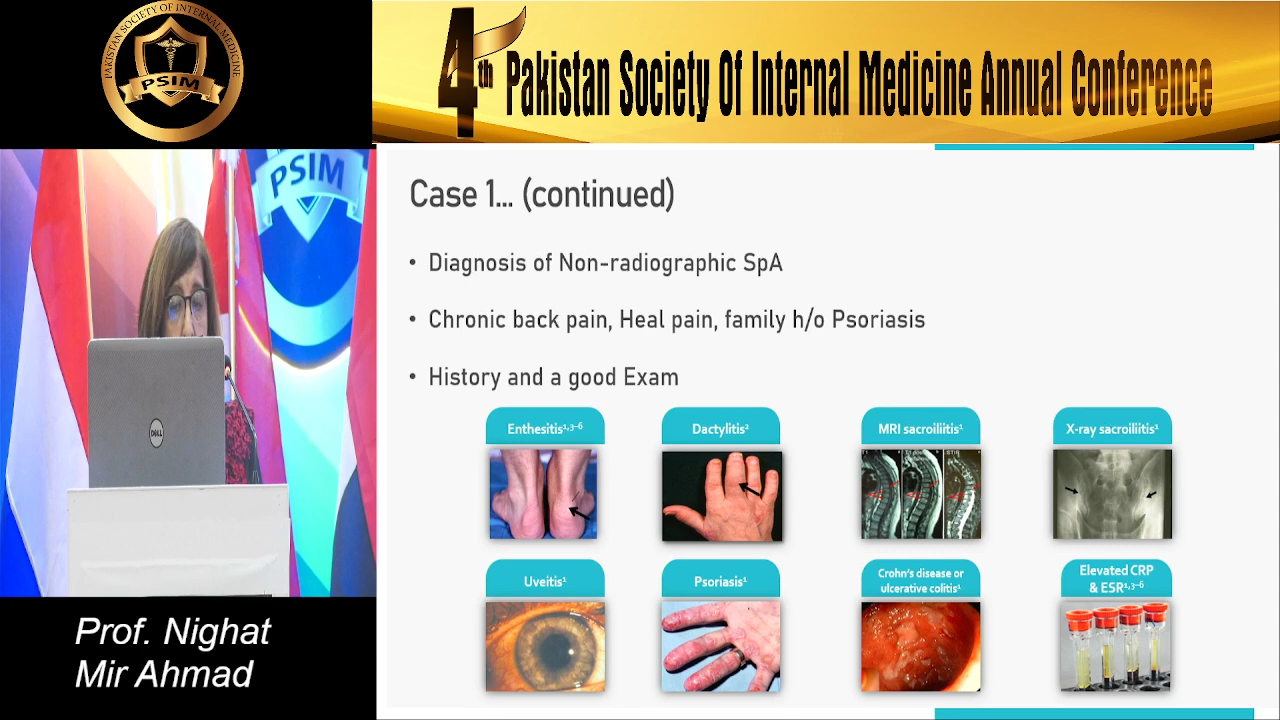 PAKISTAN SOCIETY OF INTERNAL MEDICINE
PSIM
4th Pakistan Society Of Internal Medicine Annual Conference
PSIM
DELL
Case 1... (continued)
• Diagnosis of Non-radiographic SpA
• Chronic back pain, Heal pain, family h/o Psoriasis
• History and a good Exam
Enthesitis¹,³⁻⁶
Dactylitis²
MRI sacroiliitis¹
X-ray sacroiliitis¹
Uveitis¹
Psoriasis¹
Crohn's disease or
ulcerative colitis¹
Elevated CRP
& ESR¹,³⁻⁶
Prof. Nighat
Mir Ahmad